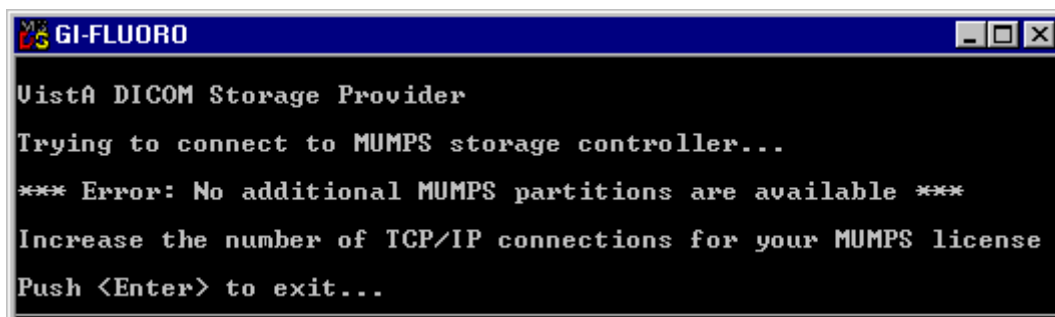 GI-FLUORO
VistA DICOM Storage Provider
Trying to connect to MUMPS storage controller...
*** Error: No additional MUMPS partitions are available ***
Increase the number of TCP/IP connections for your MUMPS license
Push <Enter> to exit...